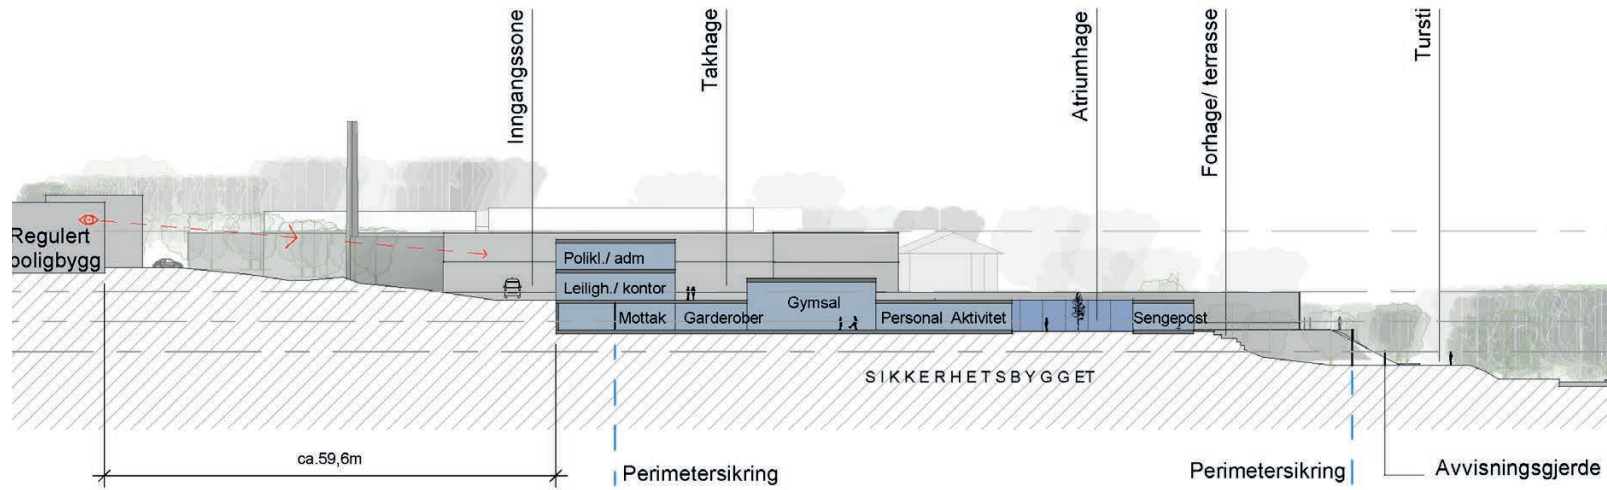 Inngangssone
Takhage
Atriumhage
Forhage/ terrasse
Tursti
Regulert
boligbygg
Polikl./ adm
Leiligh./ kontor
Gymsal
Mottak Garderober
Personal Aktivitet
Sengepost
SIKKERHETSBYGGET
ca.59,6m
Perimetersikring
Perimetersikring
Avvisningsgjerde